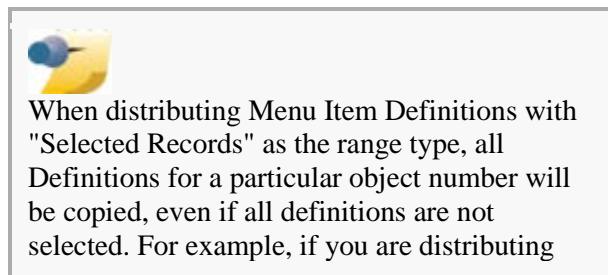 When distributing Menu Item Definitions with
"Selected Records" as the range type, all
Definitions for a particular object number will
be copied, even if all definitions are not
selected. For example, if you are distributing